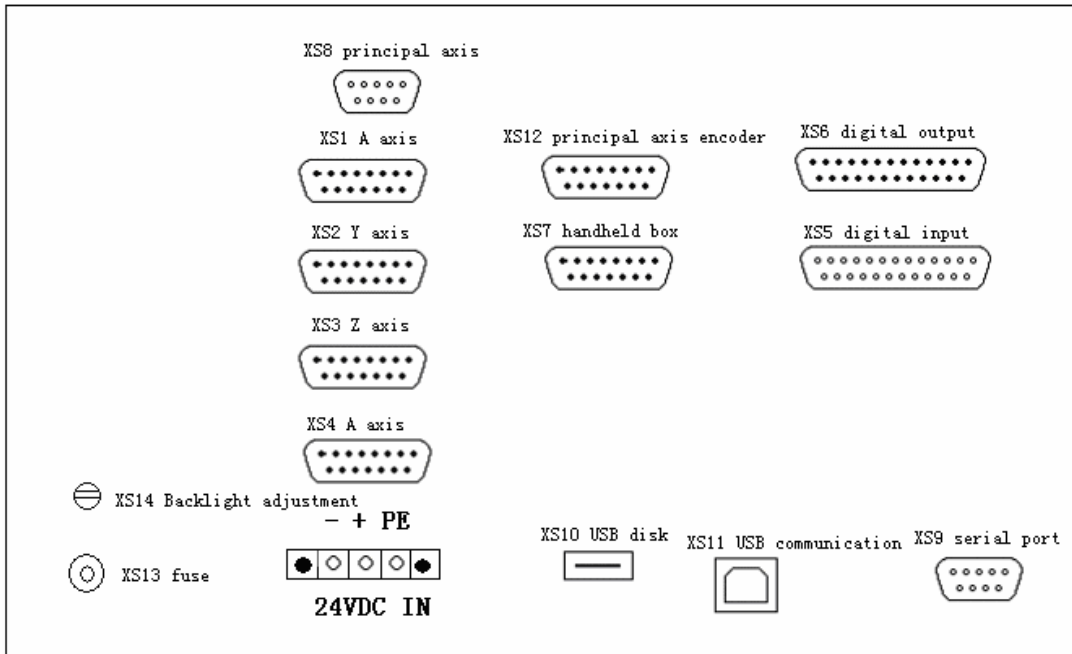 XS8 principal axis
XS1 A axis
XS12 principal axis encoder
XS6 digital output
XS2 Y axis
XS7 handheld box
XS5 digital input
XS3 Z axis
XS4 A axis
XS14 Backlight adjustment
- + PE
XS10 USB disk
XS11 USB communication
XS9 serial port
XS13 fuse
24VDC IN